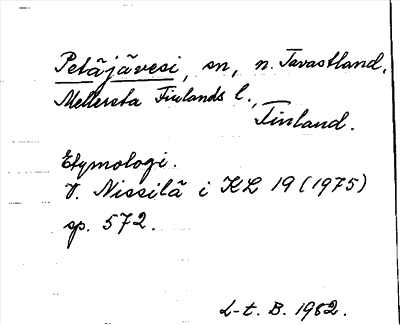 Petäjävesi, sn, n. Tavastland,
Mellersta Finlands l.,
Finland.
Etymologi.
V. Nissilä i KL 19 (1975)
sp. 572.
L-t. B. 1982.